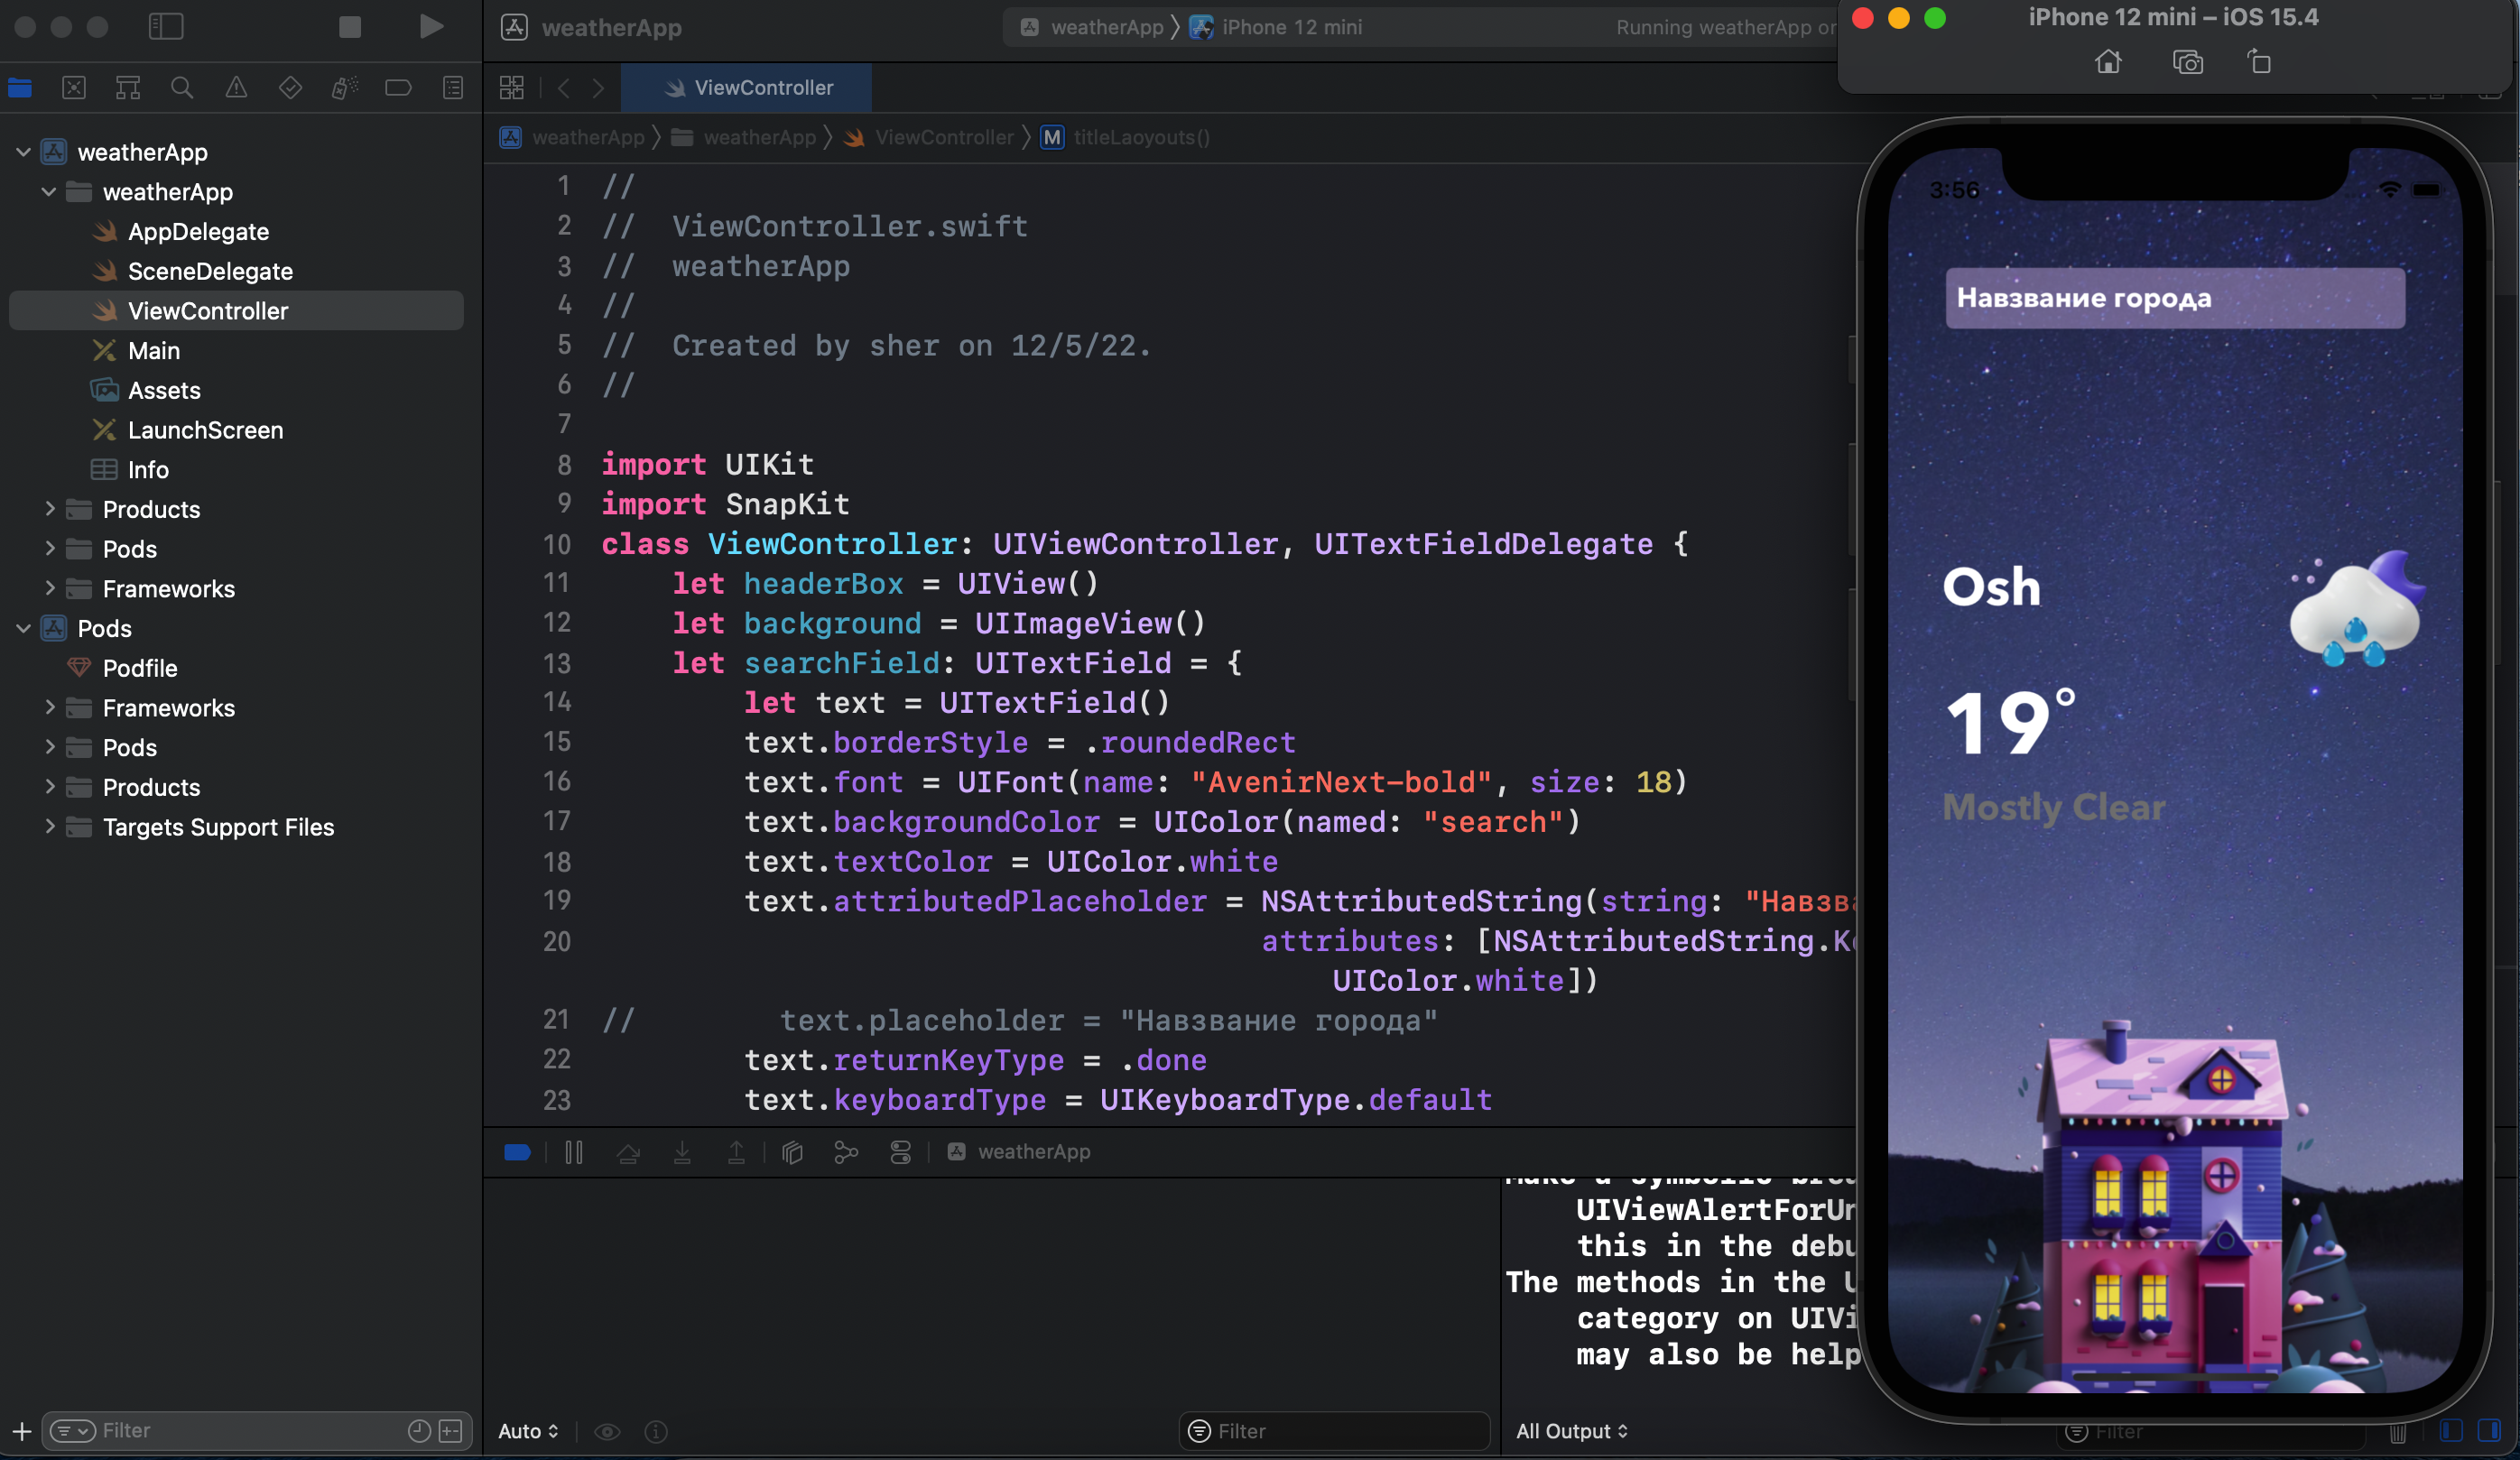 weatherApp
weatherApp
iPhone 12 mini
Running weatherApp on
iPhone 12 mini – iOS 15.4
ViewController
weatherApp
weatherApp
ViewController
M
titleLaoyouts()
weatherApp
weatherApp
AppDelegate
SceneDelegate
ViewController
Main
Assets
LaunchScreen
Info
Products
Pods
Frameworks
Pods
Podfile
Frameworks
Pods
Products
Targets Support Files
Filter
1 //
2 //  ViewController.swift
3 //  weatherApp
4 //
5 //  Created by sher on 12/5/22.
6 //
7
8 import UIKit
9 import SnapKit
10 class ViewController: UIViewController, UITextFieldDelegate {
11     let headerBox = UIView()
12     let background = UIImageView()
13     let searchField: UITextField = {
14         let text = UITextField()
15         text.borderStyle = .roundedRect
16         text.font = UIFont(name: "AvenirNext-bold", size: 18)
17         text.backgroundColor = UIColor(named: "search")
18         text.textColor = UIColor.white
19         text.attributedPlaceholder = NSAttributedString(string: "Навзва
20                                      attributes: [NSAttributedString.Ke
UIColor.white])
21 //        text.placeholder = "Навзвание города"
22         text.returnKeyType = .done
23         text.keyboardType = UIKeyboardType.default
weatherApp
UIViewAlertForUn
this in the debu
The methods in the U
category on UIVi
may also be help
Auto
Filter
All Output
Filter
3:56
Навзвание города
Osh
19°
Mostly Clear